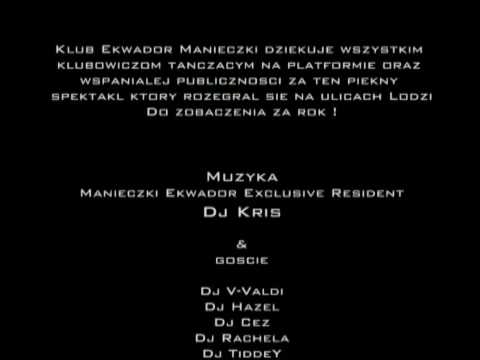 Klub Ekwador Manieczki dziekuje wszystkim
klubowiczom tanczacym na platformie oraz
wspanialej publicznosci za ten piekny
spektakl ktory rozegral sie na ulicach Lodzi
Do zobaczenia za rok !
Muzyka
Manieczki Ekwador Exclusive Resident
Dj Kris
&
goscie
Dj V-Valdi
Dj Hazel
Dj Cez
Dj Rachela
Dj TiddeY